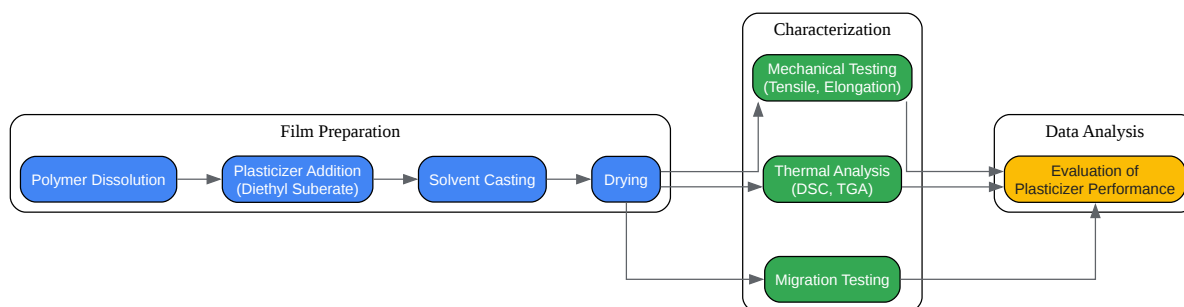 Film Preparation
Polymer Dissolution
Plasticizer Addition
(Diethyl Suberate)
Solvent Casting
Drying
Characterization
Mechanical Testing
(Tensile, Elongation)
Thermal Analysis
(DSC, TGA)
Migration Testing
Data Analysis
Evaluation of
Plasticizer Performance